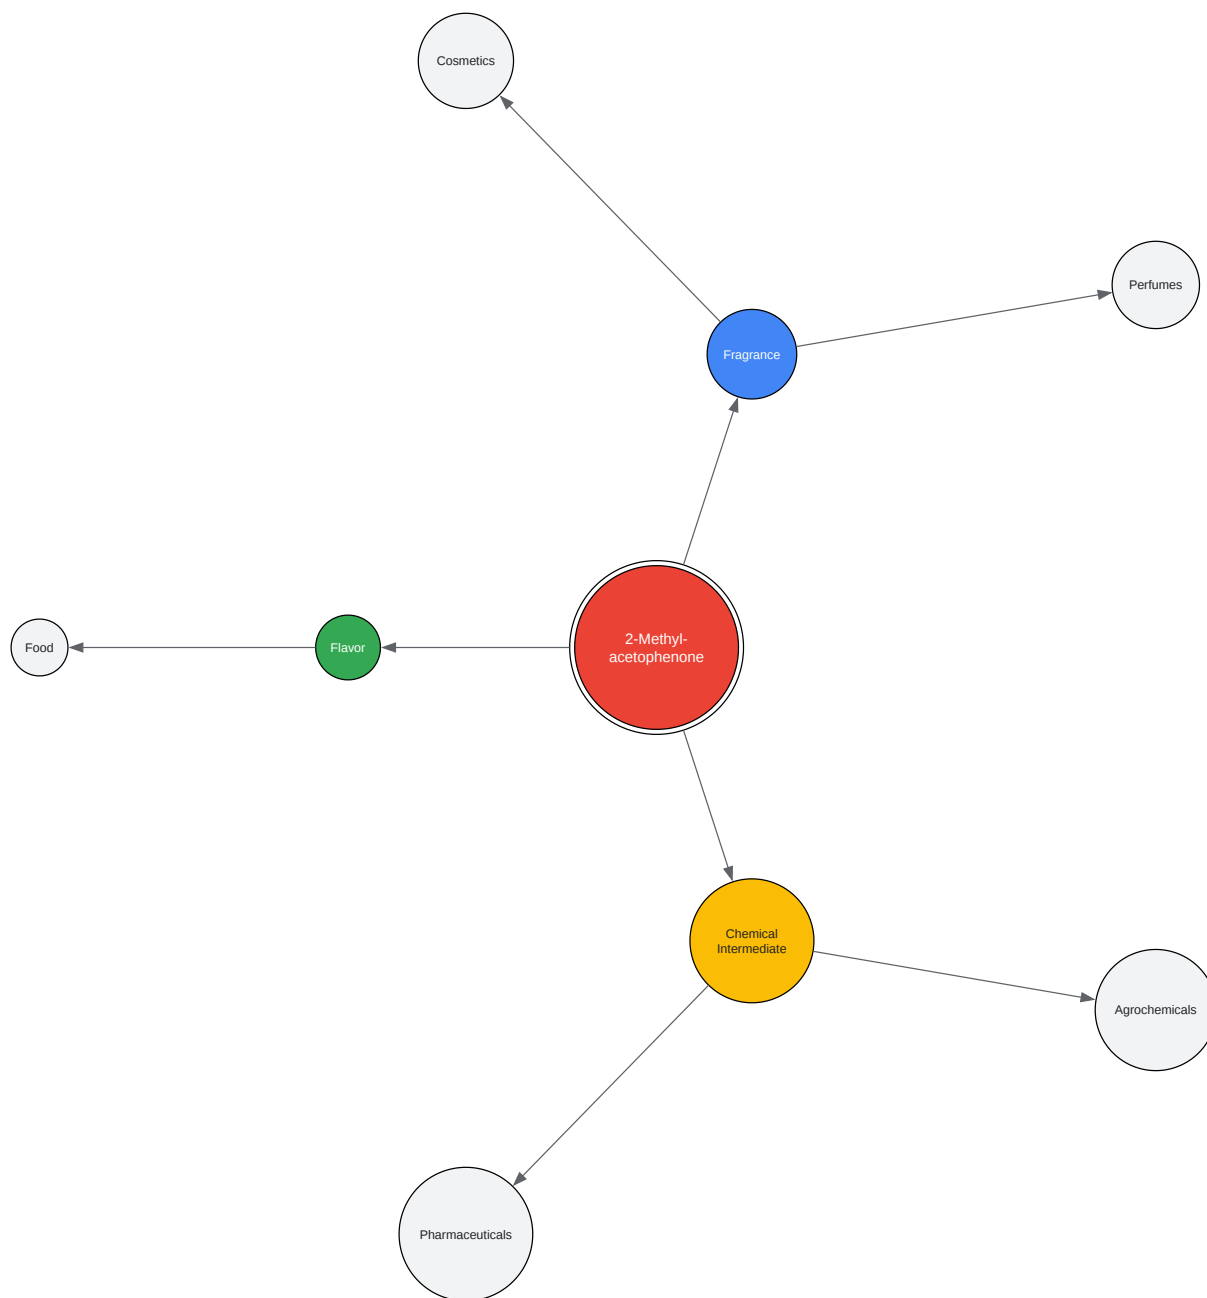 Cosmetics
Perfumes
Fragrance
2-Methyl-
acetophenone
Food
Flavor
Chemical
Intermediate
Agrochemicals
Pharmaceuticals